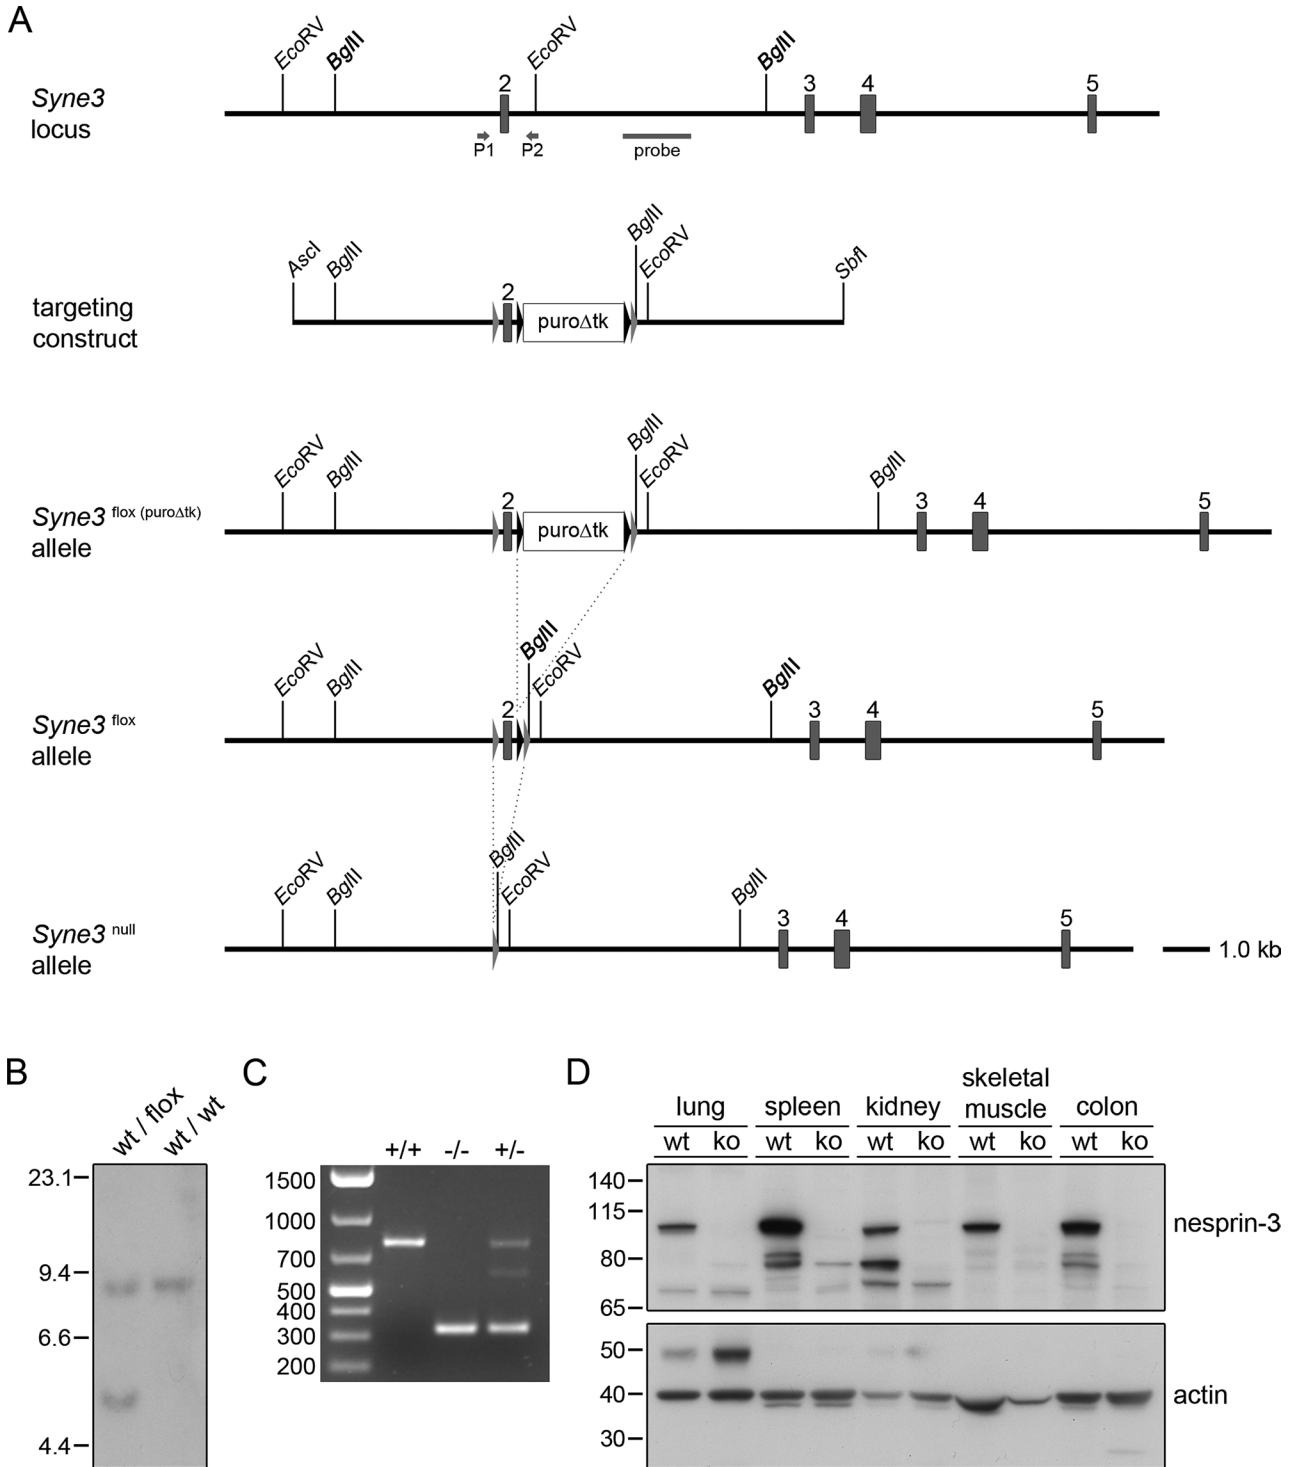 A
EcoRV BglII EcoRV BglII
2 3 4 5
Syne3
locus
P1 P2 probe
AscI BglII BglII EcoRV SbfI
2
targeting
construct
puroΔtk
EcoRV BglII BglII EcoRV BglII
2 3 4 5
Syne3 flox (puroΔtk)
allele
puroΔtk
EcoRV BglII BglII EcoRV BglII
2 3 4 5
Syne3 flox
allele
EcoRV BglII BglII EcoRV BglII
3 4 5
Syne3 null
allele
1.0 kb
B
wt / flox
wt / wt
23.1
9.4
6.6
4.4
C
+/+ -/- +/-
1500
1000
700
500
400
300
200
D
lung spleen kidney skeletal muscle colon
wt ko wt ko wt ko wt ko wt ko
140
115
80
65
nesprin-3
50
40
30
actin